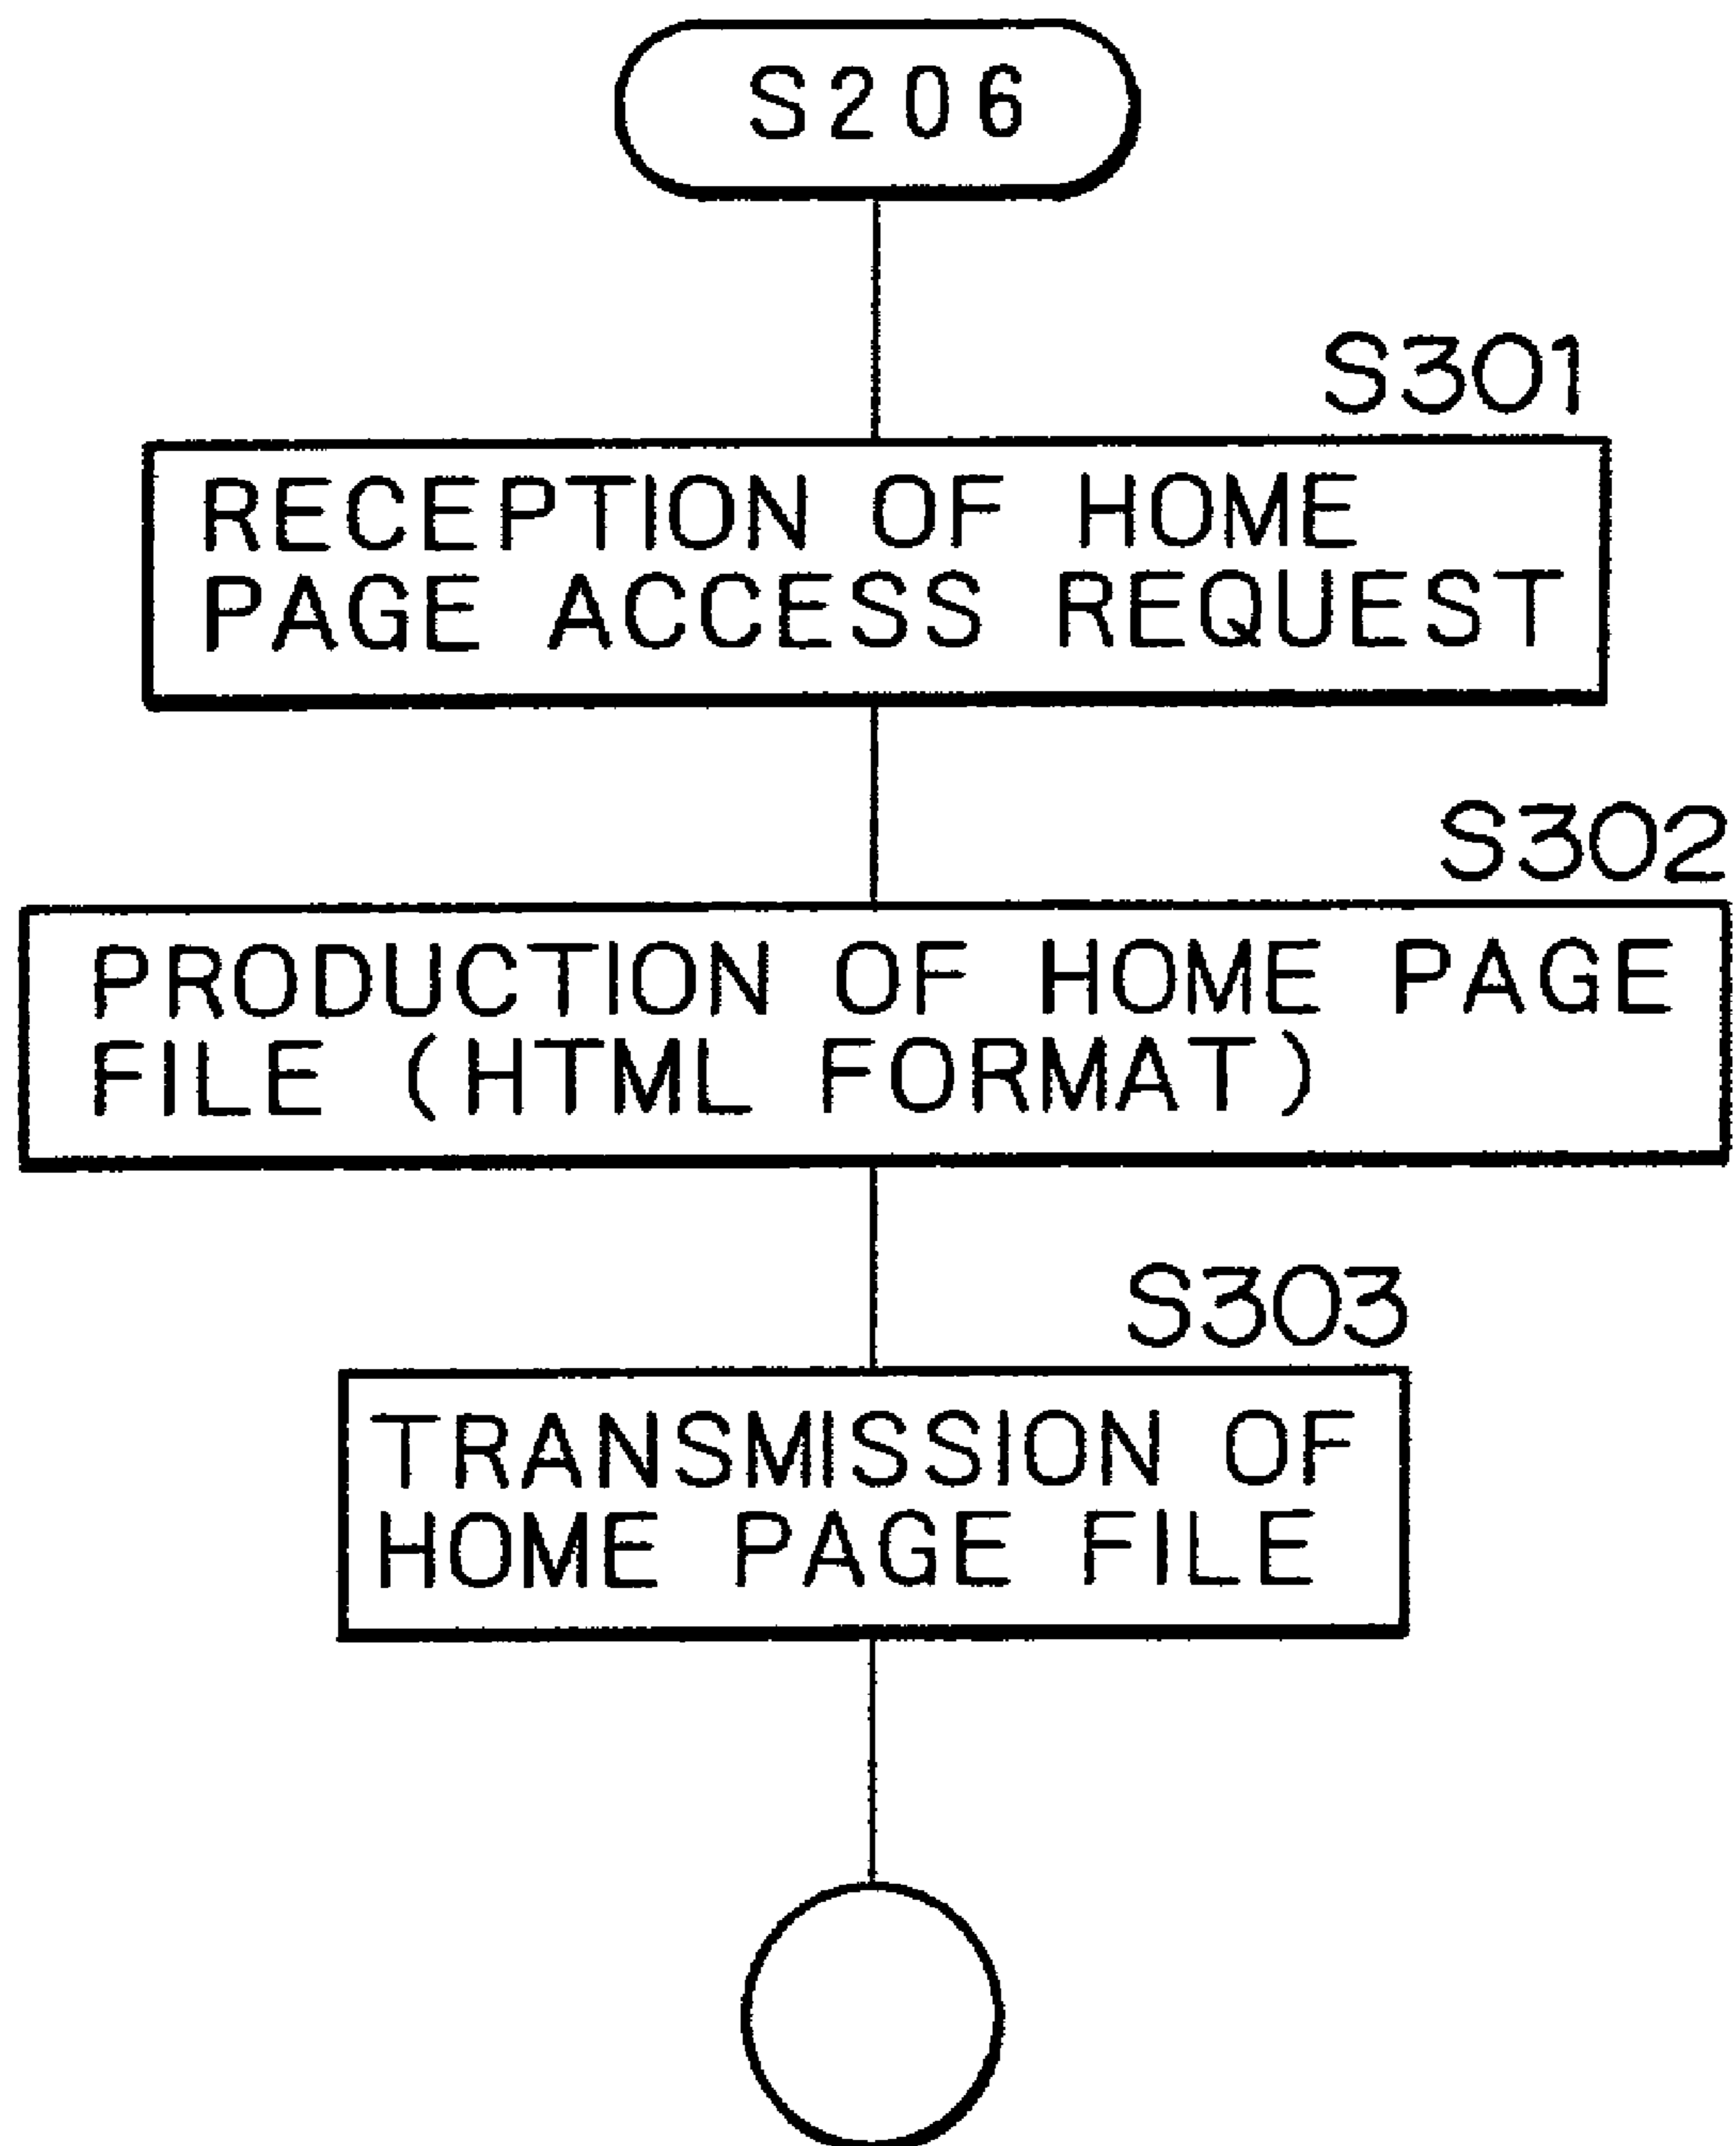 S206
S301
RECEPTION OF HOME
PAGE ACCESS REQUEST
S302
PRODUCTION OF HOME PAGE
FILE (HTML FORMAT)
S303
TRANSMISSION OF
HOME PAGE FILE